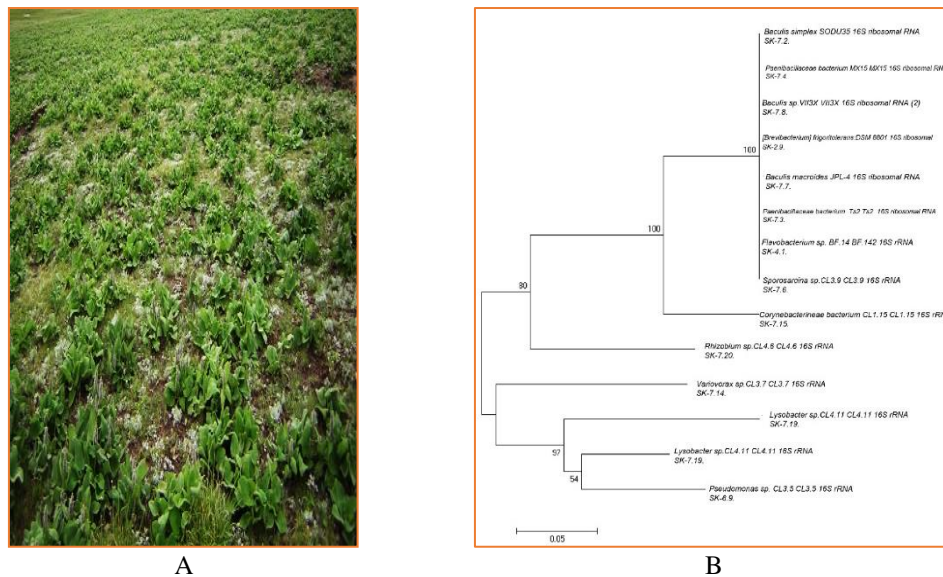 Baculis simplex SODU35 16S ribosomal RNA
SK-7.2.
Paenibacillaceae bacterium MX15 MX15 16S ribosomal RN
SK-7.4.
Baculis sp.VII3X VII3X 16S ribosomal RNA (2)
SK-7.8.
[Brevibacterium] frigoritolerans:DSM 8801 16S ribosomal
SK-2.9.
Baculis macroides JPL-4 16S ribosomal RNA
SK-7.7.
Paenibacillaceae bacterium Ts2 Ts2 16S ribosomal RNA
SK-7.3.
Flavobacterium sp. BF.14 BF.142 16S rRNA
SK-4.1.
Sporosarcina sp.CL3.9 CL3.9 16S rRNA
SK-7.6.
Corynebacterineae bacterium CL1.15 CL1.15 16S rRN
SK-7.15.
Rhizobium sp.CL4.6 CL4.6 16S rRNA
SK-7.20.
Variovorax sp.CL3.7 CL3.7 16S rRNA
SK-7.14.
Lysobacter sp.CL4.11 CL4.11 16S rRNA
SK-7.19.
Lysobacter sp.CL4.11 CL4.11 16S rRNA
SK-7.19.
Pseudomonas sp. CL3.5 CL3.5 16S rRNA
SK-6.9.
100
100
80
97
54
0.05
A B